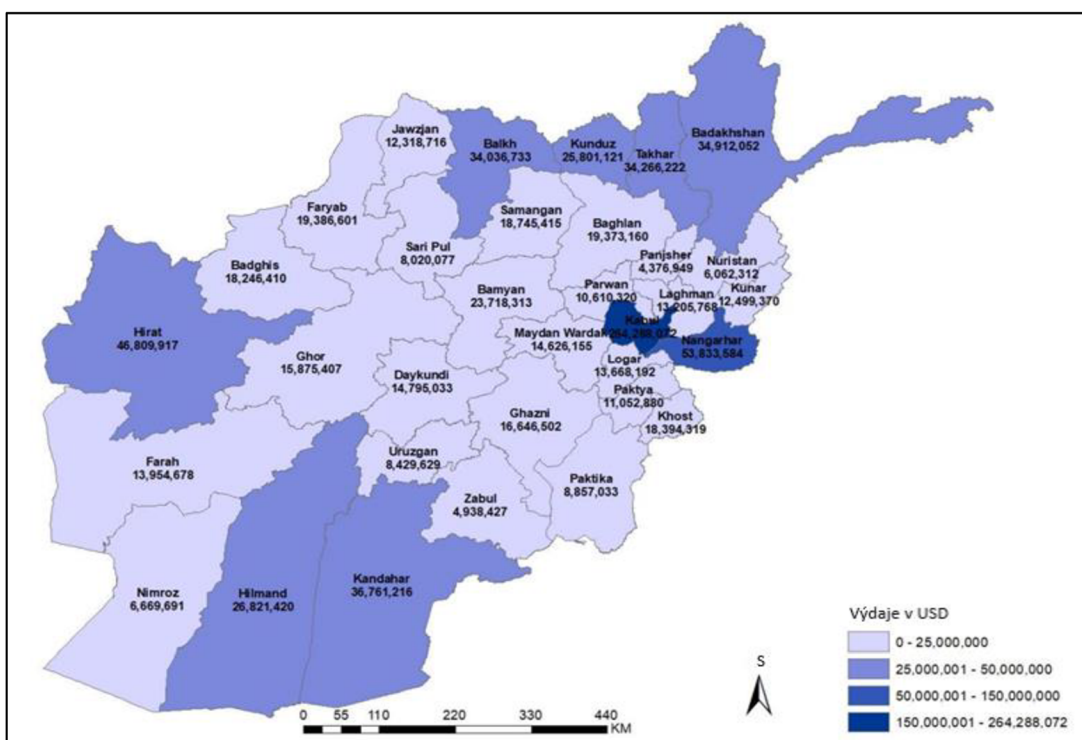 Jawzjan
12,318,716
Balkh
34,036,733
Kunduz
25,801,121
Takhar
34,266,222
Badakhshan
34,912,052
Faryab
19,386,601
Samangan
18,745,415
Baghlan
19,373,160
Sari Pul
8,020,077
Panjsher
4,376,949
Nuristan
6,062,312
Badghis
18,246,410
Bamyan
23,718,313
Parwan
10,610,320
Laghman
13,205,768
Kunar
12,499,370
Hirat
46,809,917
Kabul
264,288,072
Maydan Wardak
14,626,155
Nangarhar
53,833,584
Ghor
15,875,407
Logar
13,668,192
Daykundi
14,795,033
Paktya
11,052,880
Ghazni
16,646,502
Khost
18,394,319
Uruzgan
8,429,629
Farah
13,954,678
Paktika
8,857,033
Zabul
4,938,427
Kandahar
36,761,216
Nimroz
6,669,691
Hilmand
26,821,420
Výdaje v USD
0 - 25,000,000
25,000,001 - 50,000,000
50,000,001 - 150,000,000
150,000,001 - 264,288.072
S
0 55 110 220 330 440
KM